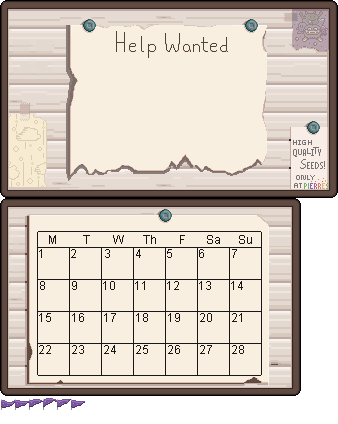 Help Wanted
HIGH
QUALITY
SEEDS!
ONLY
AT PIERRES
M T W Th F Sa Su
1 2 3 4 5 6 7
8 9 10 11 12 13 14
15 16 17 18 19 20 21
22 23 24 25 26 27 28